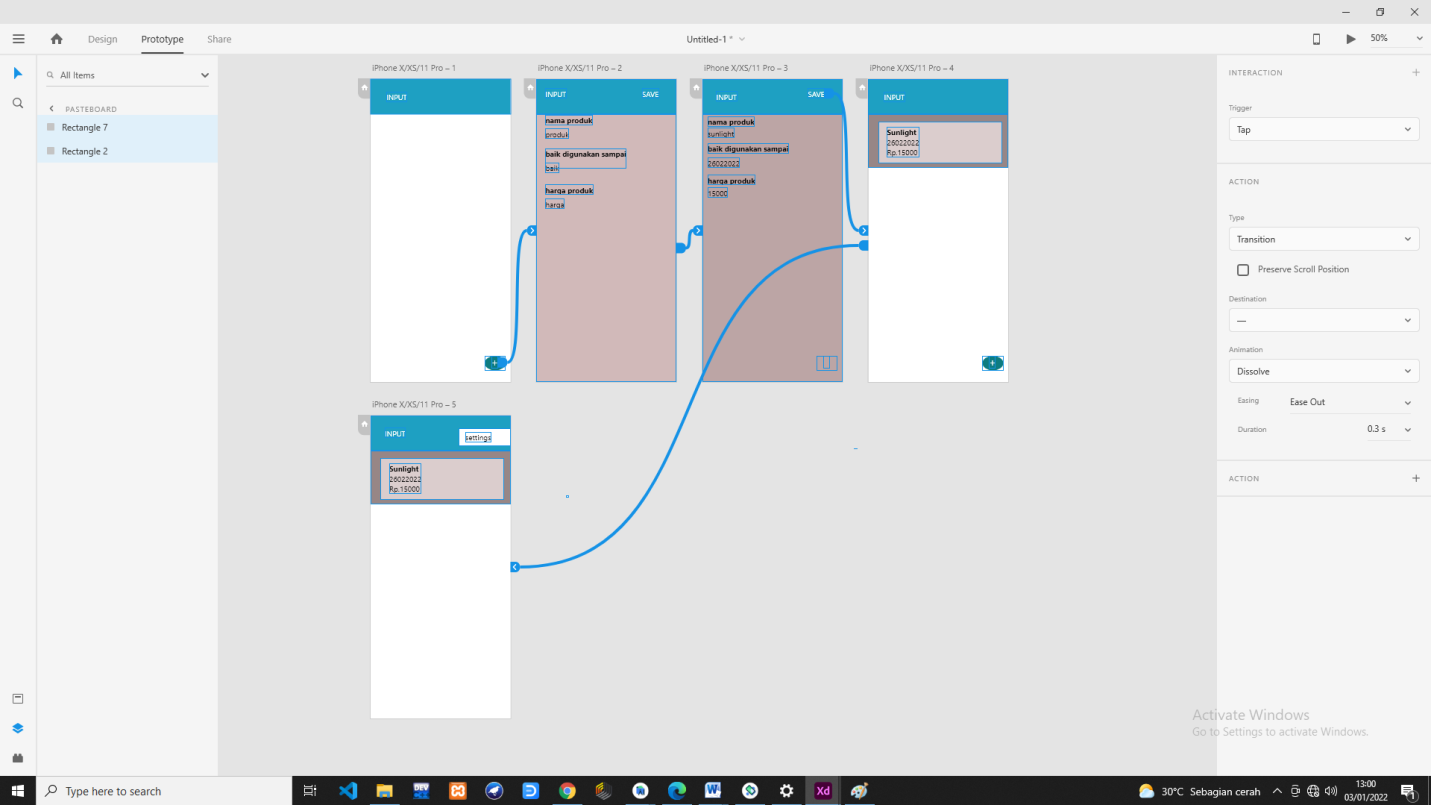 Design
Prototype
Share
Untitled-1 *
50%
All Items
PASTEBOARD
Rectangle 7
Rectangle 2
iPhone X/XS/11 Pro – 1
INPUT
+
iPhone X/XS/11 Pro – 2
INPUT
SAVE
nama produk
produk
baik digunakan sampai
baik
harga produk
harga
iPhone X/XS/11 Pro – 3
INPUT
SAVE
nama produk
sunlight
baik digunakan sampai
26022022
harga produk
15000
iPhone X/XS/11 Pro – 4
INPUT
Sunlight
26022022
Rp.15000
+
iPhone X/XS/11 Pro – 5
INPUT
settings
Sunlight
26022022
Rp.15000
INTERACTION
Trigger
Tap
ACTION
Type
Transition
Preserve Scroll Position
Destination
—
Animation
Dissolve
Easing
Ease Out
Duration
0.3 s
ACTION
Activate Windows
Go to Settings to activate Windows.
Type here to search
DEV
Xd
30°C Sebagian cerah
13:00
03/01/2022
1